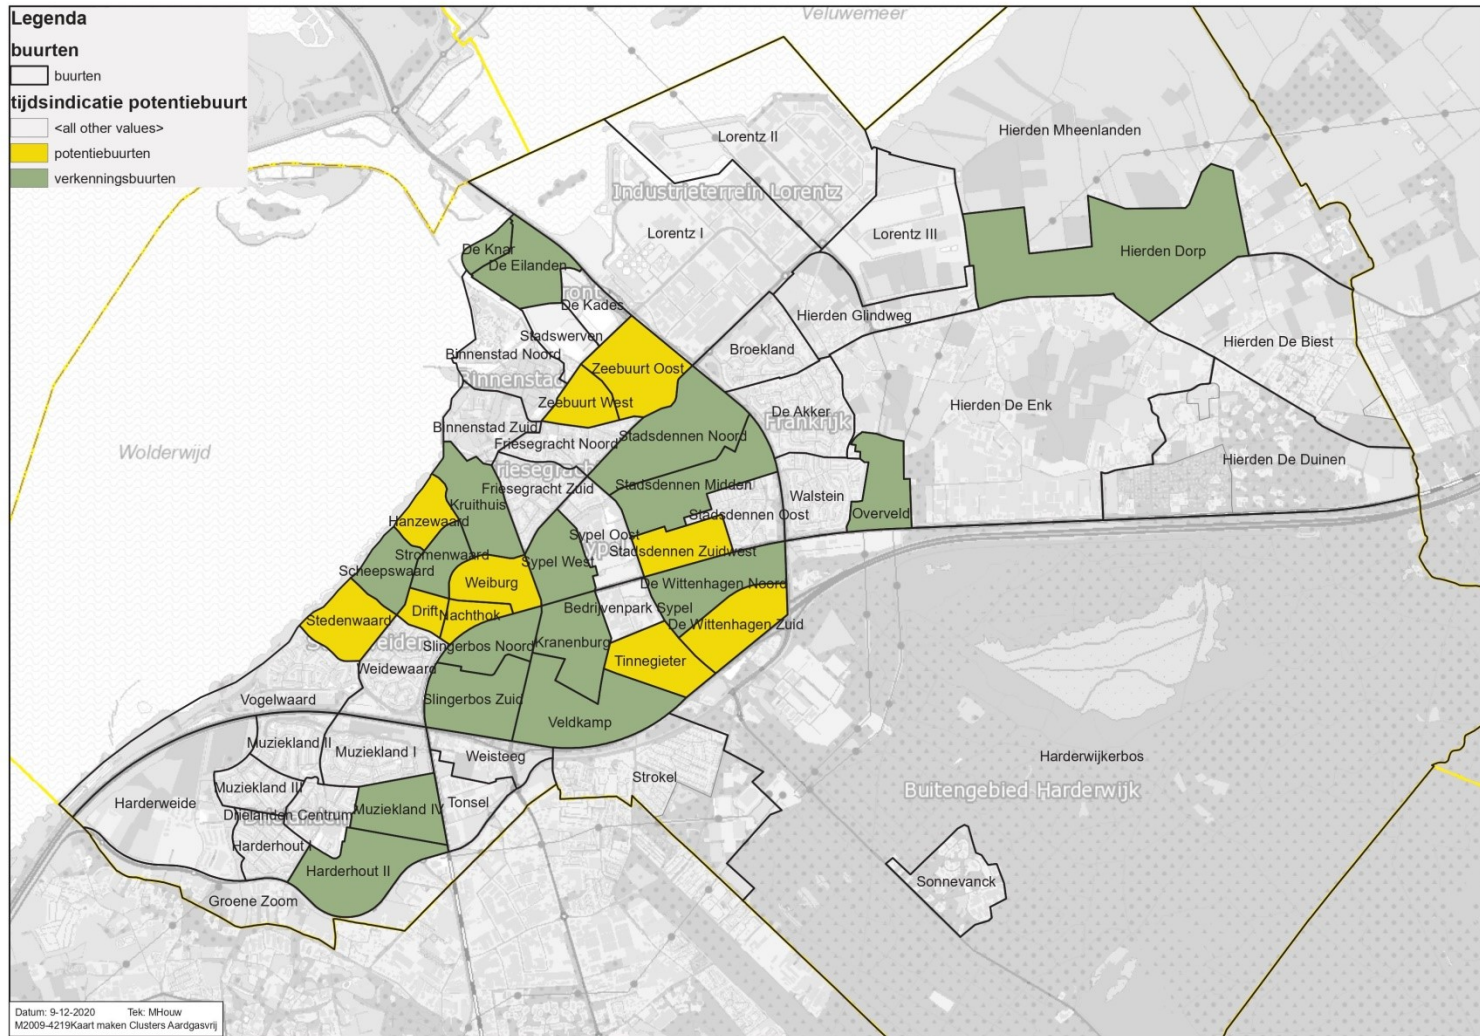 Legenda
buurten
buurten
tijdsindicatie potentiebuurt
<all other values>
potentiebuurten
verkenningsbuurten
Veluwemeer
Lorentz II
Hierden Mheenlanden
Industrieterrein Lorentz
Lorentz I
Lorentz III
De Knar
De Eilanden
Hierden Dorp
De Kades
Hierden Glindweg
Stadswerven
Binnenstad Noord
Broekland
Hierden De Biest
Zeebuurt Oost
Binnenstad
Zeebuurt West
De Akker
Hierden De Enk
Frankrijk
Binnenstad Zuid
Friesegracht Noord
Stadsdennen Noord
Wolderwijd
Friesegracht
Friesegracht Zuid
Hierden De Duinen
Stadsdennen Midden
Walstein
Kruithuis
Hanzewaard
Stadsdennen Oost
Overveld
Sypel Oost
Sypel
Stromenwaard
Stadsdennen Zuidwest
Sypel West
Scheepswaard
Weiburg
De Wittenhagen Noord
Drift
Nachthok
Bedrijvenpark Sypel
Stedenwaard
De Wittenhagen Zuid
Slingerbos Noord
Kranenburg
Weidewaard
Tinnegieter
Vogelwaard
Slingerbos Zuid
Veldkamp
Muziekland II
Muziekland I
Weisteeg
Harderwijkerbos
Strokel
Muziekland III
Buitengebied Harderwijk
Harderweide
Tonsel
Drielanden Centrum
Muziekland IV
Drielanden
Harderhout I
Harderhout II
Sonnevanck
Groene Zoom
Datum: 9-12-2020 Tek: MHouw
M2009-4219Kaart maken Clusters Aardgasvrij